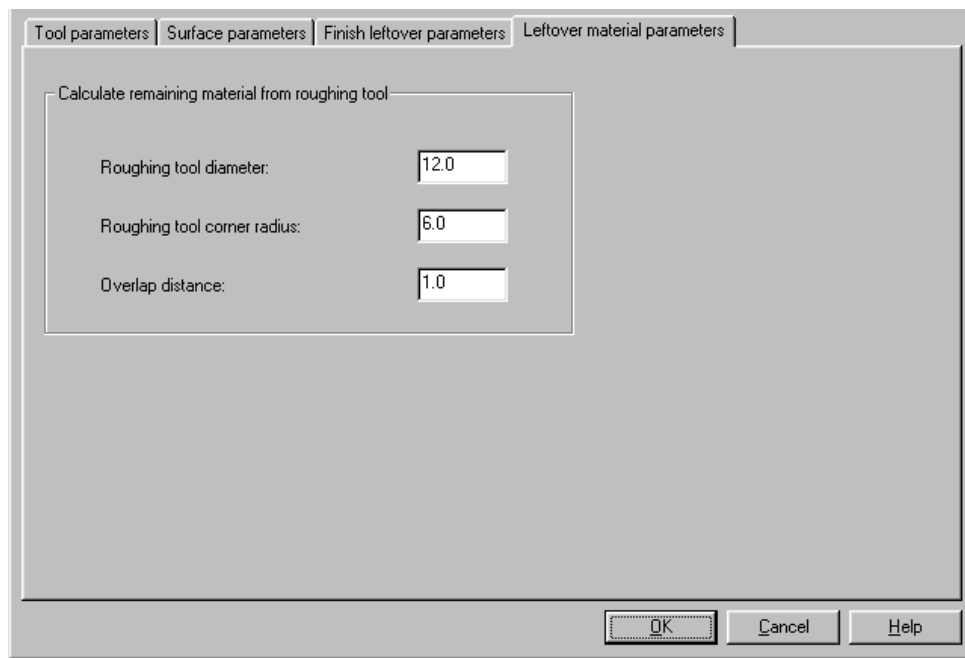 Tool parameters Surface parameters Finish leftover parameters Leftover material parameters
Calculate remaining material from roughing tool
Roughing tool diameter: 12.0
Roughing tool corner radius: 6.0
Overlap distance: 1.0
OK Cancel Help